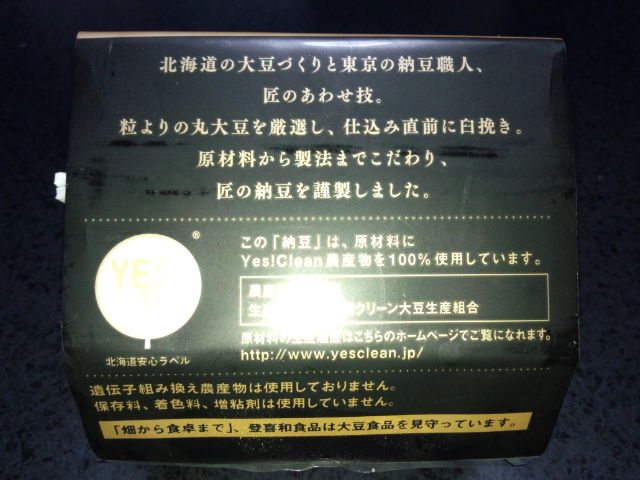 北海道の大豆づくりと東京の納豆職人、
匠のあわせ技。
粒よりの丸大豆を厳選し、仕込み直前に臼挽き。
原材料から製法までこだわり、
匠の納豆を謹製しました。
®
YES!
この「納豆」は、原材料に
Yes!Clean農産物を100%使用しています。
農産
生 クリーン大豆生産組合
原材料の はこちらのホームページでご覧になれます。
http://www.yesclean.jp/
北海道安心ラベル
遺伝子組み換え農産物は使用しておりません。
保存料、着色料、増粘剤は使用していません。
「畑から食卓まで」、登喜和食品は大豆食品を見守っています。